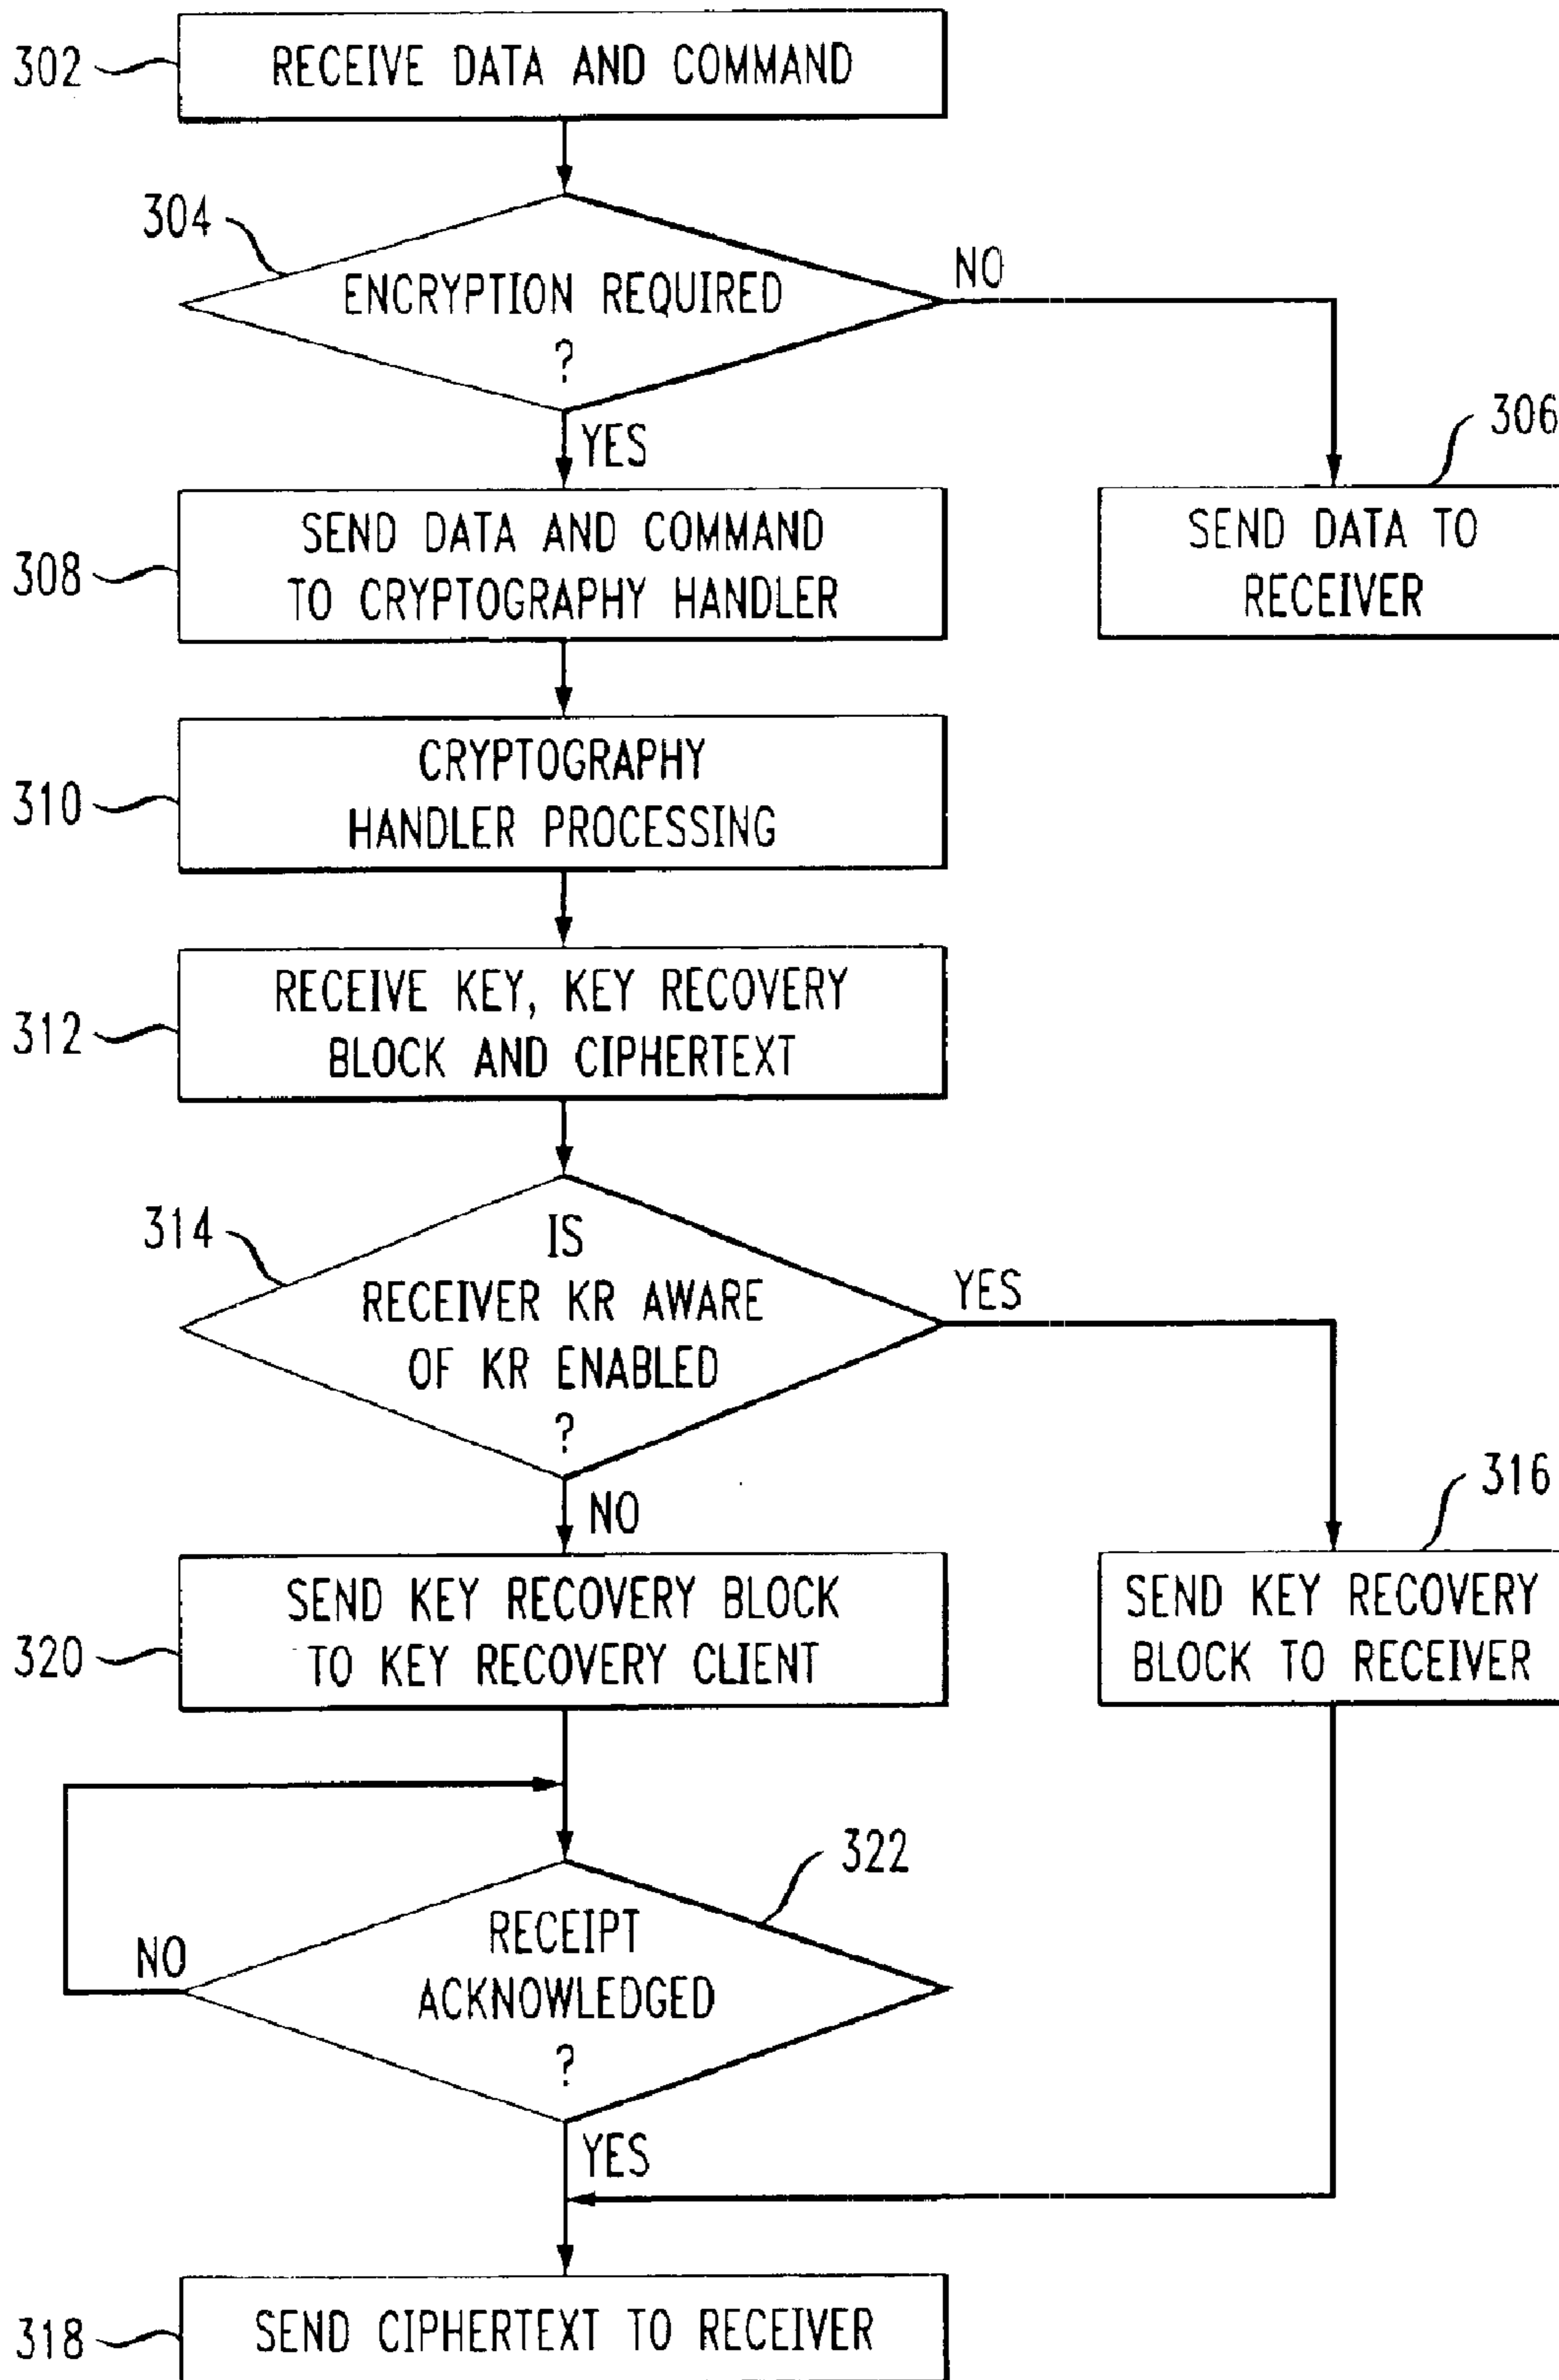 302
RECEIVE DATA AND COMMAND
304
ENCRYPTION REQUIRED
?
NO
YES
306
SEND DATA TO
RECEIVER
308
SEND DATA AND COMMAND
TO CRYPTOGRAPHY HANDLER
310
CRYPTOGRAPHY
HANDLER PROCESSING
312
RECEIVE KEY, KEY RECOVERY
BLOCK AND CIPHERTEXT
314
IS
RECEIVER KR AWARE
OF KR ENABLED
?
YES
NO
316
SEND KEY RECOVERY
BLOCK TO RECEIVER
320
SEND KEY RECOVERY BLOCK
TO KEY RECOVERY CLIENT
322
RECEIPT
ACKNOWLEDGED
?
NO
YES
318
SEND CIPHERTEXT TO RECEIVER